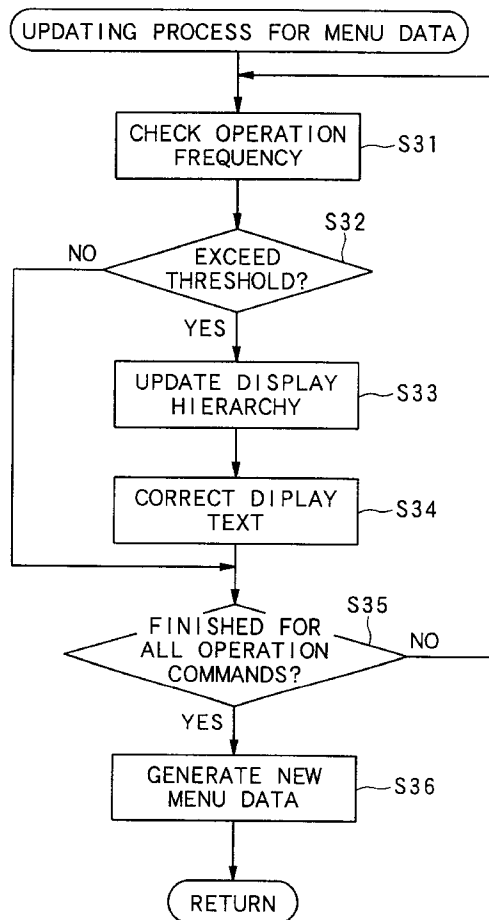 UPDATING PROCESS FOR MENU DATA
CHECK OPERATION
FREQUENCY
S31
S32
NO
EXCEED
THRESHOLD?
YES
UPDATE DISPLAY
HIERARCHY
S33
CORRECT DIPLAY
TEXT
S34
S35
FINISHED FOR
ALL OPERATION
COMMANDS?
NO
YES
GENERATE NEW
MENU DATA
S36
RETURN